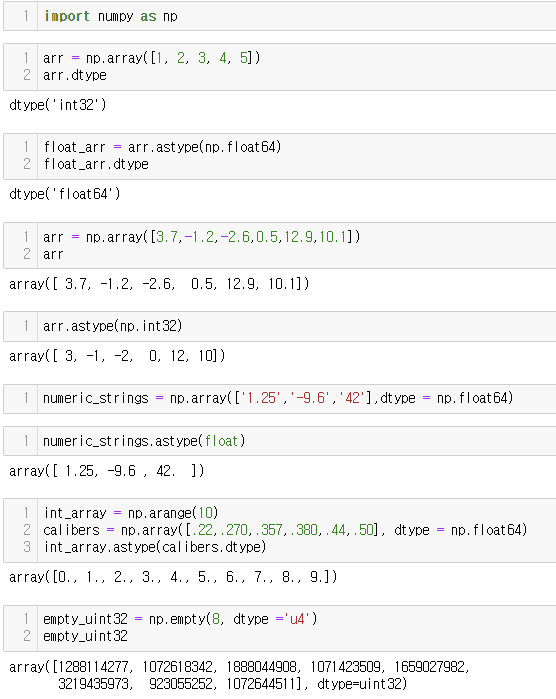 1 import numpy as np
1 arr = np.array([1, 2, 3, 4, 5])
2 arr.dtype
dtype('int32')
1 float_arr = arr.astype(np.float64)
2 float_arr.dtype
dtype('float64')
1 arr = np.array([3.7,-1.2,-2.6,0.5,12.9,10.1])
2 arr
array([ 3.7, -1.2, -2.6,  0.5, 12.9, 10.1])
1 arr.astype(np.int32)
array([ 3, -1, -2,  0, 12, 10])
1 numeric_strings = np.array(['1.25','-9.6','42'],dtype = np.float64)
1 numeric_strings.astype(float)
array([ 1.25, -9.6 , 42.  ])
1 int_array = np.arange(10)
2 calibers = np.array([.22,.270,.357,.380,.44,.50], dtype = np.float64)
3 int_array.astype(calibers.dtype)
array([0., 1., 2., 3., 4., 5., 6., 7., 8., 9.])
1 empty_uint32 = np.empty(8, dtype ='u4')
2 empty_uint32
array([1288114277, 1072618342, 1888044908, 1071423509, 1659027982,
3219435973,  923055252, 1072644511], dtype=uint32)